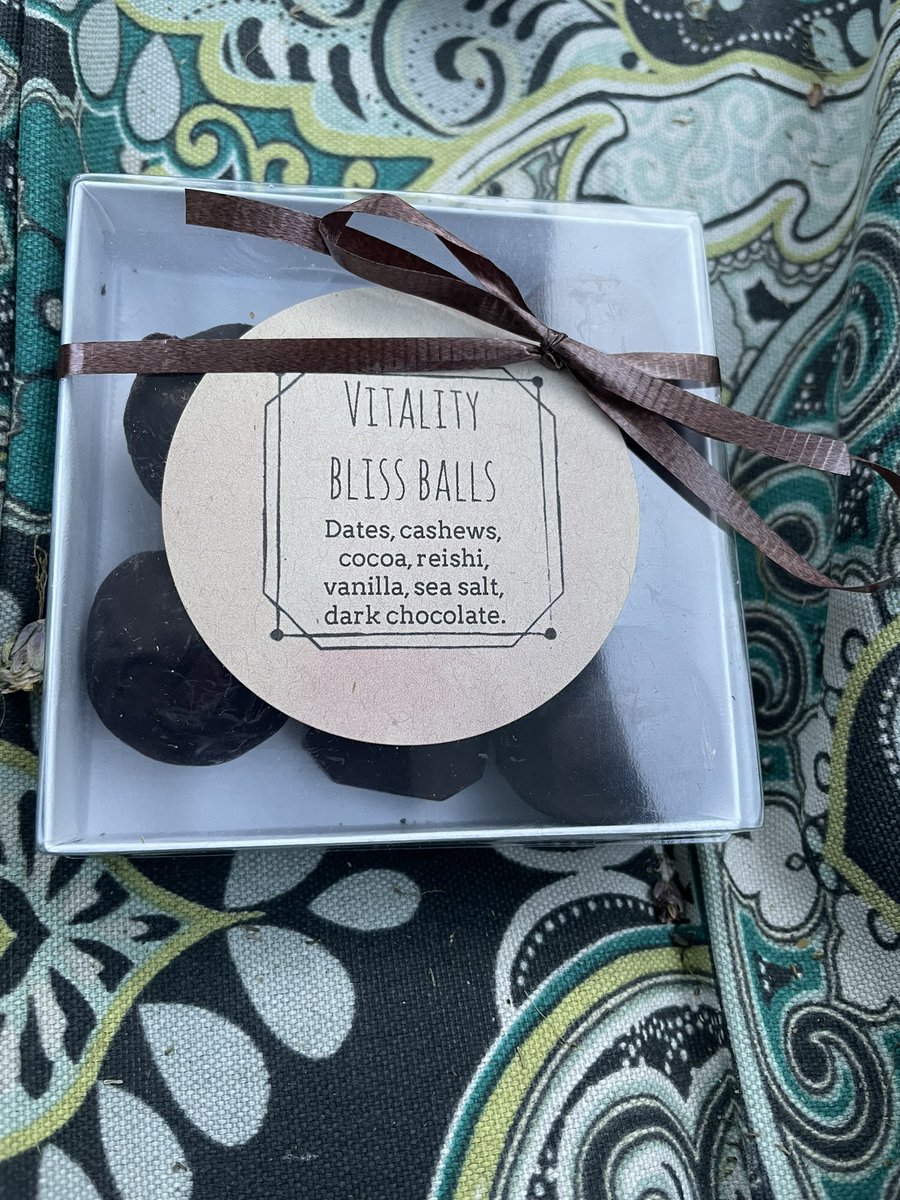 VITALITY
BLISS BALLS
Dates, cashews,
cocoa, reishi,
vanilla, sea salt,
dark chocolate.